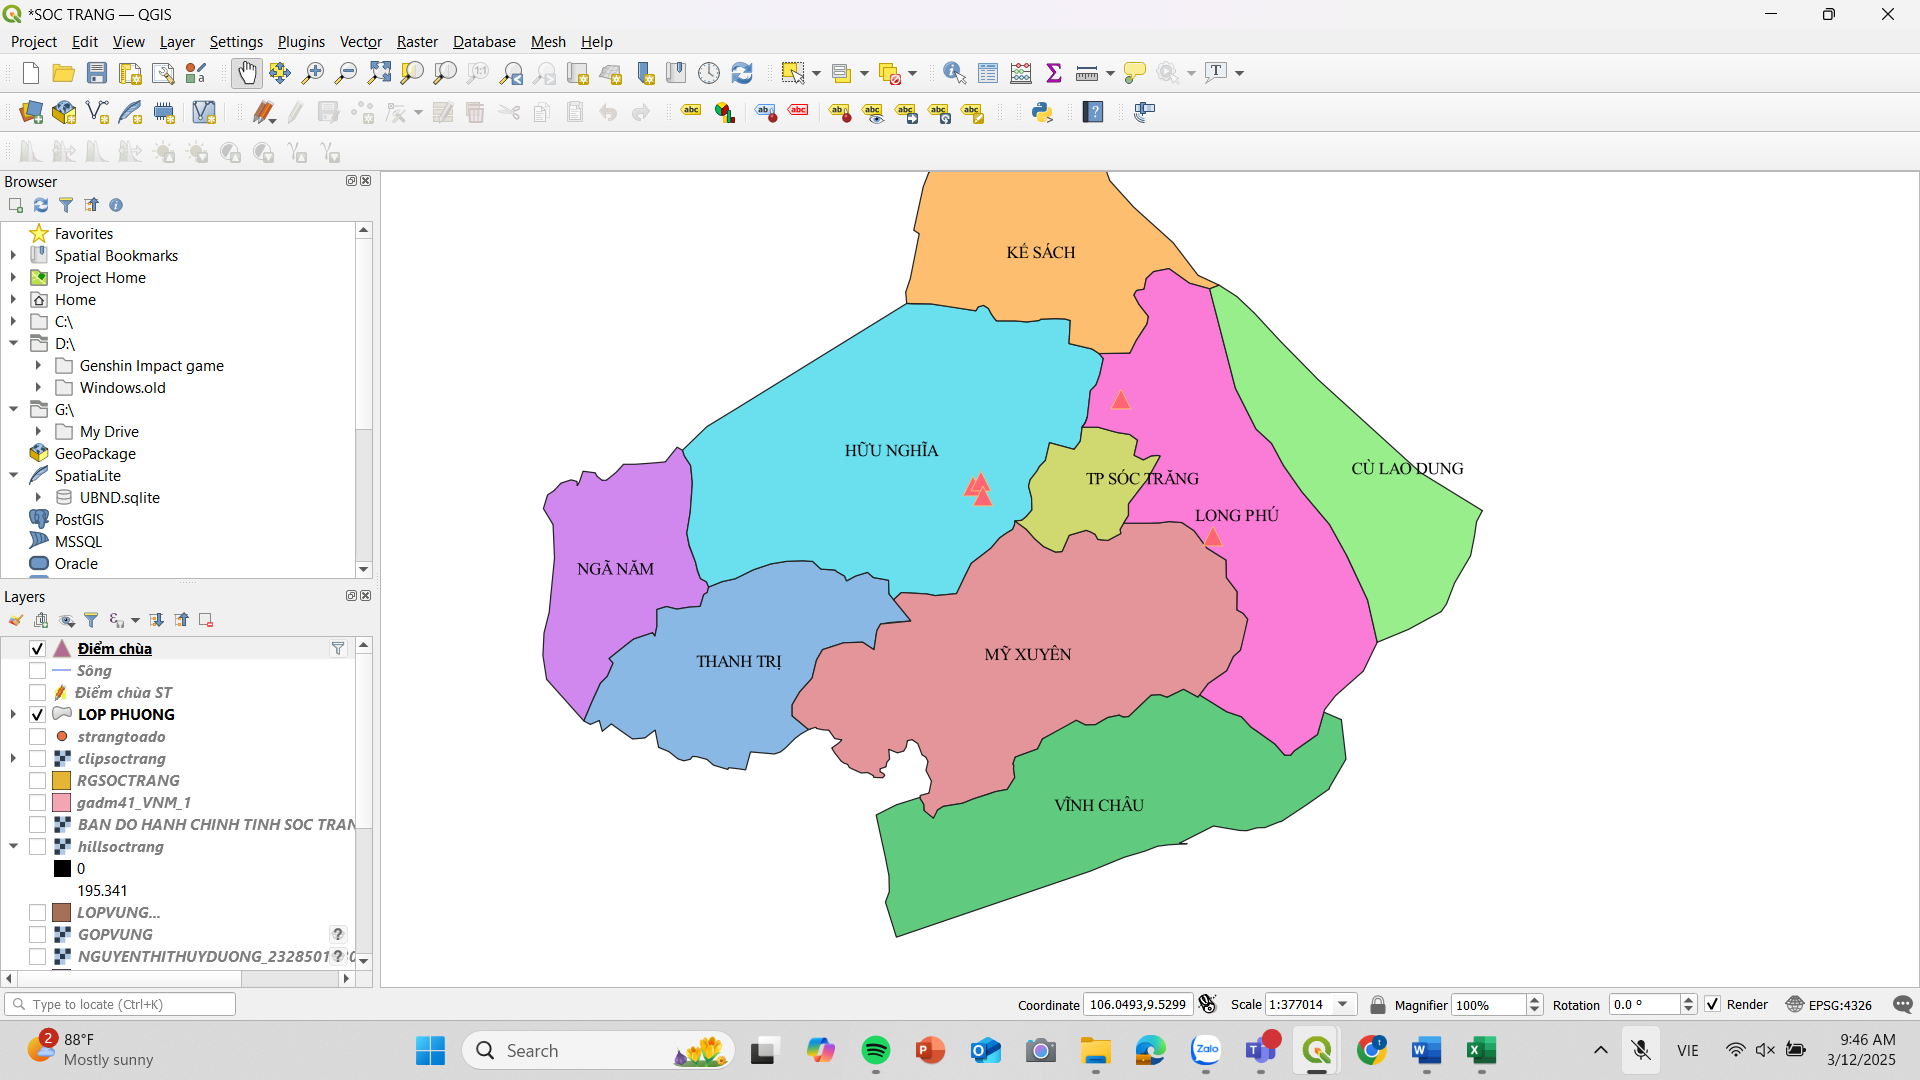 *SOC TRANG — QGIS
Project Edit View Layer Settings Plugins Vector Raster Database Mesh Help
Browser
Favorites
Spatial Bookmarks
Project Home
Home
C:\
D:\
Genshin Impact game
Windows.old
G:\
My Drive
GeoPackage
SpatiaLite
UBND.sqlite
PostGIS
MSSQL
Oracle
Layers
Điểm chùa
Sông
Điểm chùa ST
LOP PHUONG
strangtoado
clipsoctrang
RGSOCTRANG
gadm41_VNM_1
BAN DO HANH CHINH TINH SOC TRAN
hillsoctrang
0
195.341
LOPVUNG...
GOPVUNG
NGUYENTHITHUYDUONG_2328501
KẾ SÁCH
HỮU NGHĨA
TP SÓC TRĂNG
CÙ LAO DUNG
LONG PHÚ
NGÃ NĂM
THANH TRỊ
MỸ XUYÊN
VĨNH CHÂU
Type to locate (Ctrl+K)
Coordinate 106.0493,9.5299 Scale 1:377014 Magnifier 100% Rotation 0.0 ° Render EPSG:4326
2
88°F
Mostly sunny
Search
Zalo
VIE
9:46 AM
3/12/2025